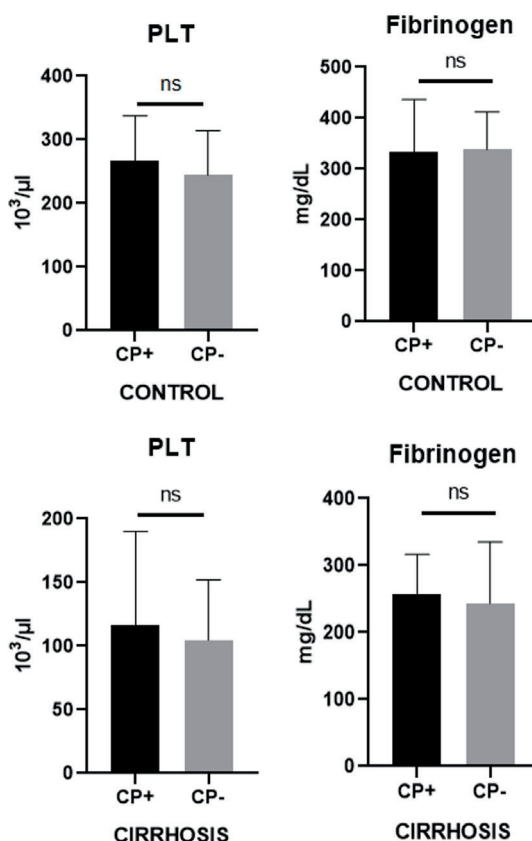 PLT
ns
400
300
200
100
0
10³/µl
CP+ CP-
CONTROL
Fibrinogen
ns
500
400
300
200
100
0
mg/dL
CP+ CP-
CONTROL
PLT
ns
200
150
100
50
0
10³/µl
CP+ CP-
CIRRHOSIS
Fibrinogen
ns
400
300
200
100
0
mg/dL
CP+ CP-
CIRRHOSIS